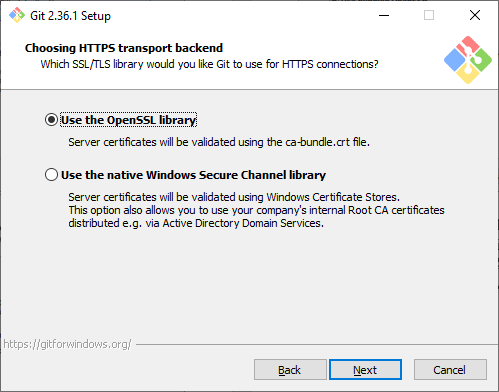 Git 2.36.1 Setup
Choosing HTTPS transport backend
Which SSL/TLS library would you like Git to use for HTTPS connections?
Use the OpenSSL library
Server certificates will be validated using the ca-bundle.crt file.
Use the native Windows Secure Channel library
Server certificates will be validated using Windows Certificate Stores.
This option also allows you to use your company's internal Root CA certificates
distributed e.g. via Active Directory Domain Services.
https://gitforwindows.org/
Back Next Cancel